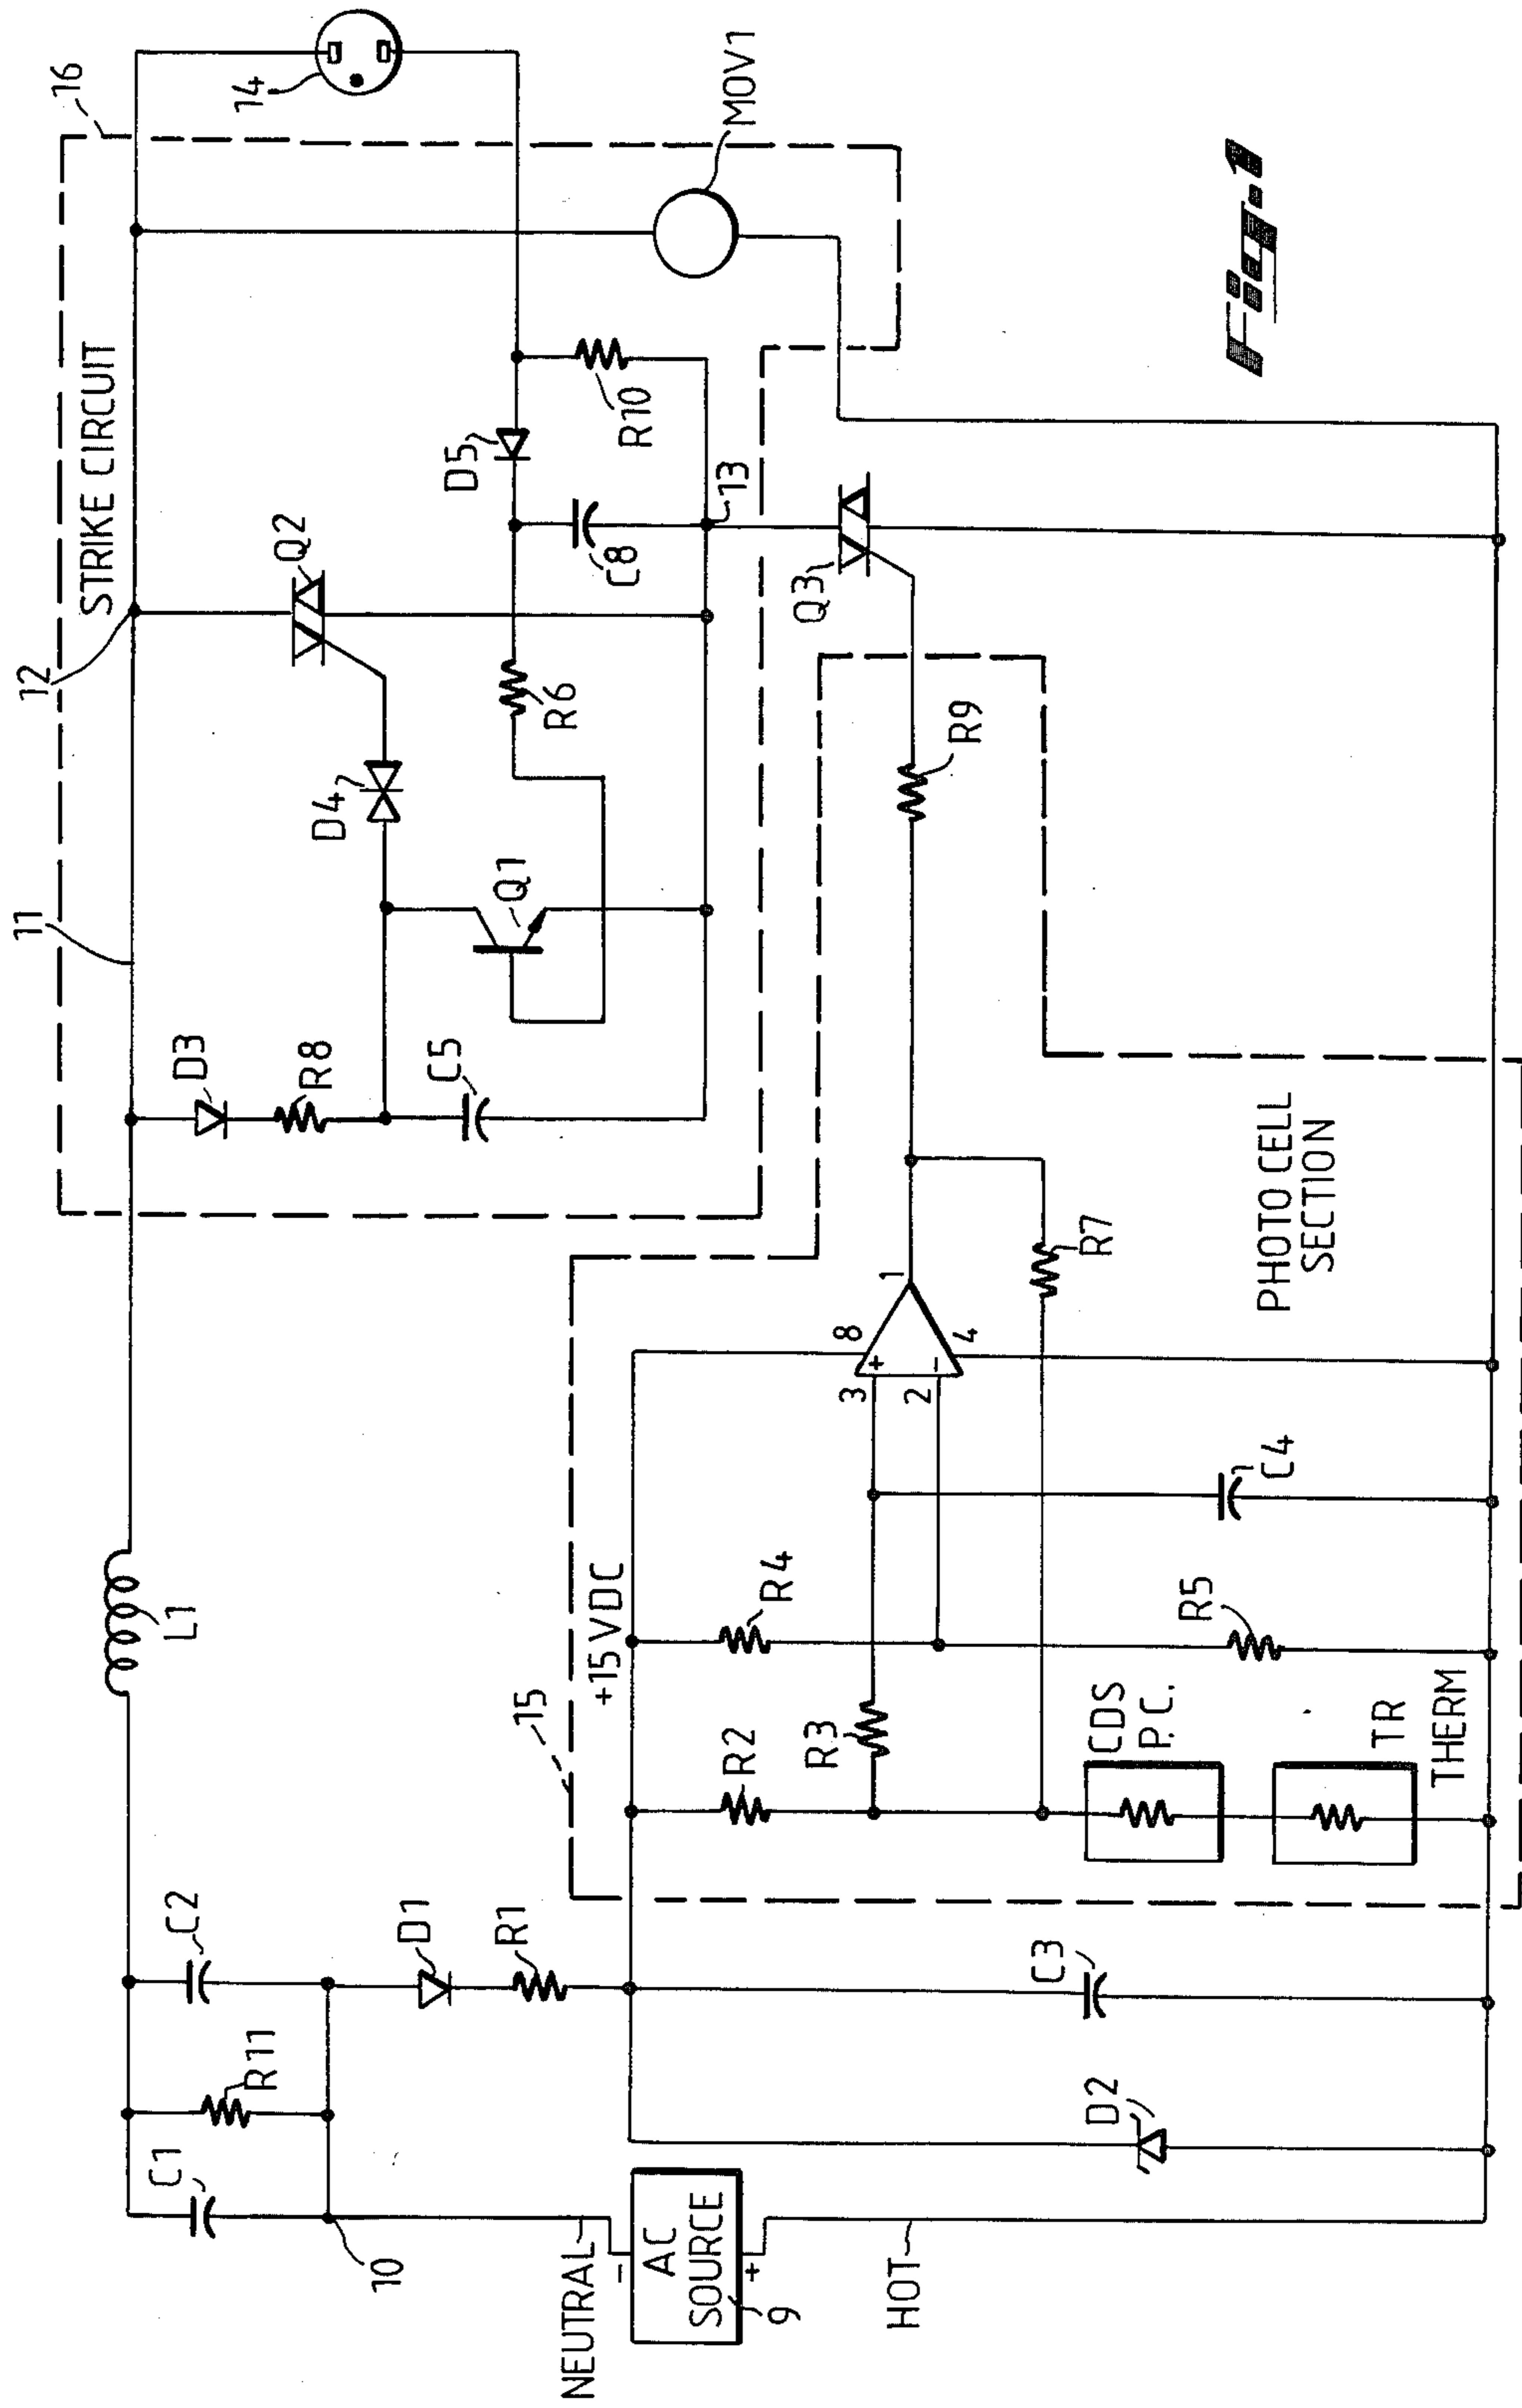 11
12
16
STRIKE CIRCUIT
14
D3
R8
C5
Q1
D4
Q2
R6
D5
C8
R10
13
MOV1
Q3
L1
C1
R11
C2
10
D1
R1
NEUTRAL
-
AC
SOURCE
+
9
HOT
D2
C3
15
+15 VDC
R2
R3
R4
R5
CDS
P.C.
TR
THERM
C4
3
2
+
-
8
4
1
R7
R9
PHOTO CELL
SECTION
Fig-1